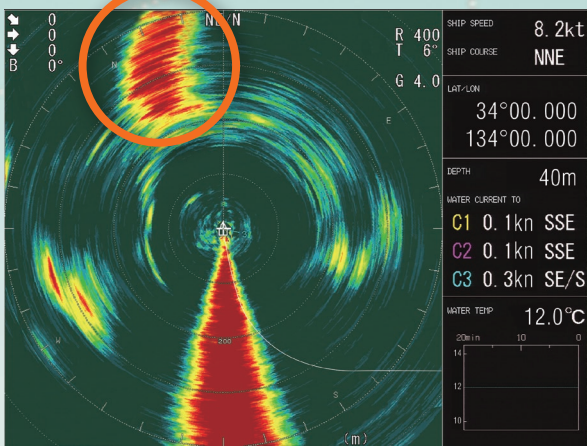 0
0
0
B 0°
NE/N
R 400
T 6°
G 4.0
N
E
W
S
200
(m)
SHIP SPEED
8.2kt
SHIP COURSE
NNE
LAT/LON
34°00.000
134°00.000
DEPTH
40m
WATER CURRENT TO
C1 0.1kn SSE
C2 0.1kn SSE
C3 0.3kn SE/S
WATER TEMP
12.0°C
20min 10 0
14
12
10